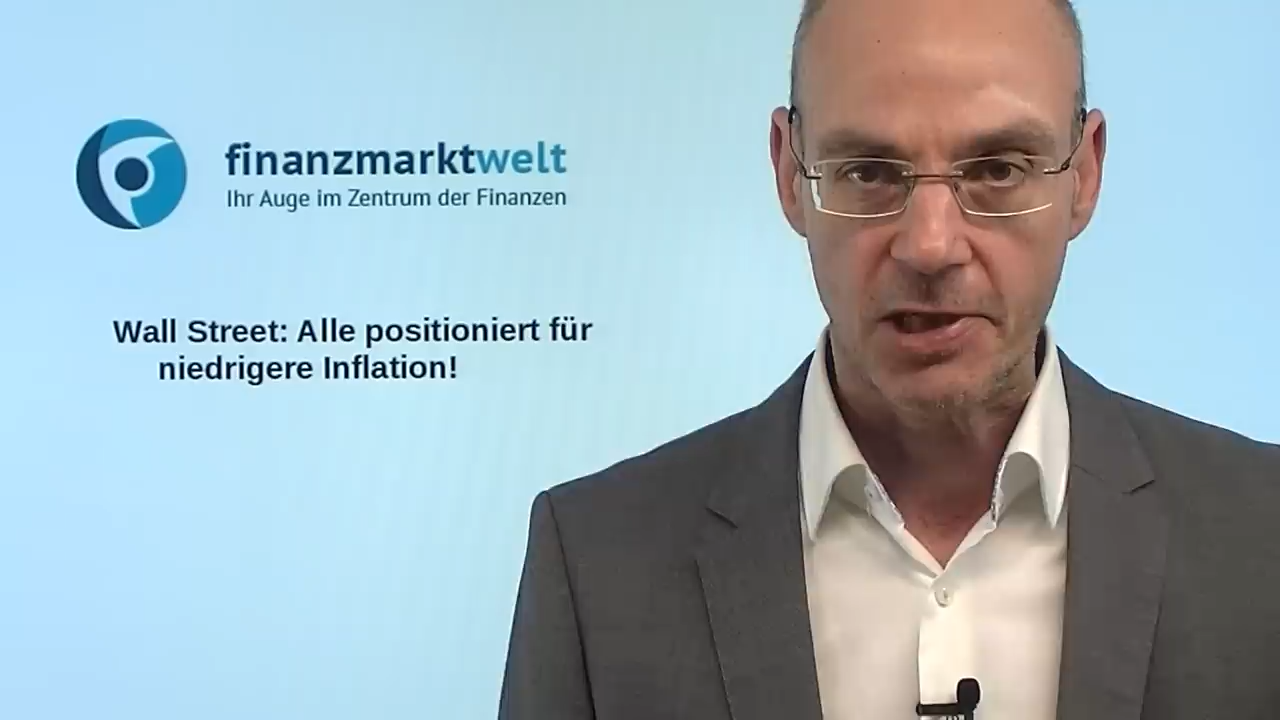 finanzmarktwelt
Ihr Auge im Zentrum der Finanzen
Wall Street: Alle positioniert für
niedrigere Inflation!